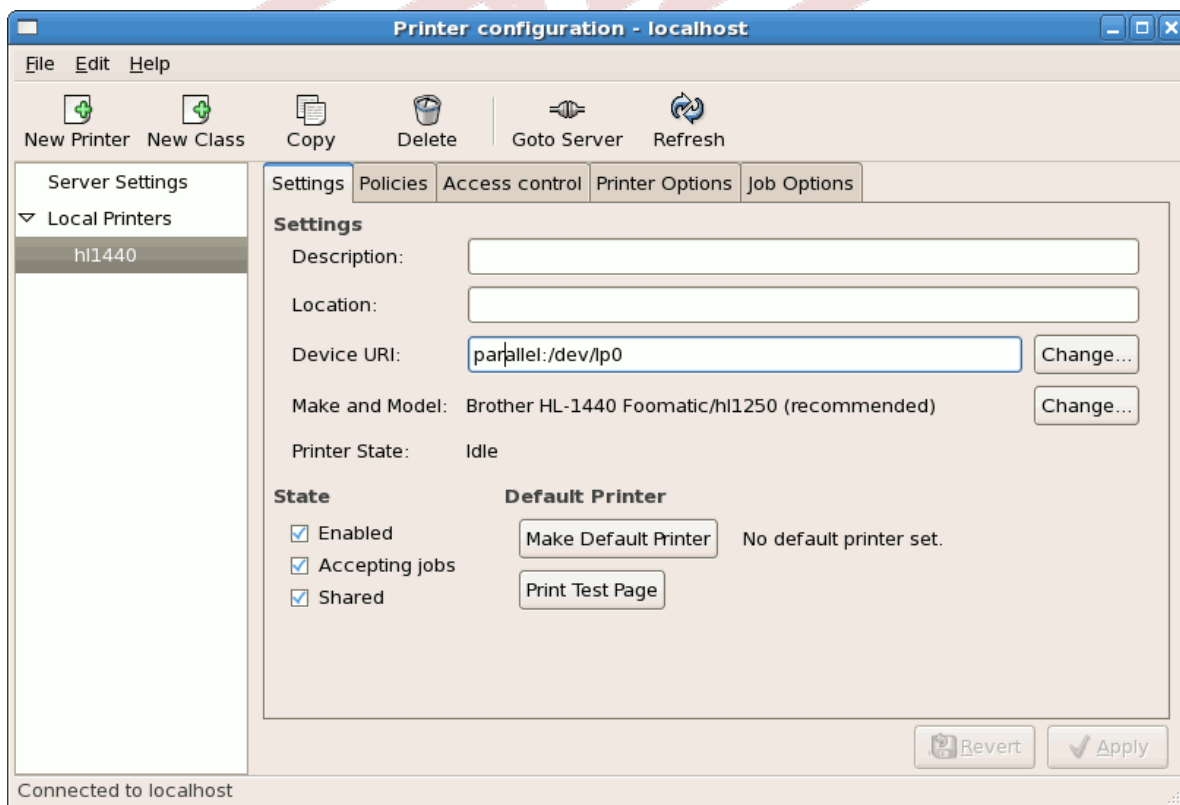 Printer configuration - localhost
File Edit Help
New Printer New Class Copy Delete Goto Server Refresh
Server Settings
Local Printers
hl1440
Settings Policies Access control Printer Options Job Options
Settings
Description:
Location:
Device URI: parallel:/dev/lp0 Change...
Make and Model: Brother HL-1440 Foomatic/hl1250 (recommended) Change...
Printer State: Idle
State Default Printer
Enabled Make Default Printer No default printer set.
Accepting jobs
Shared Print Test Page
Revert Apply
Connected to localhost